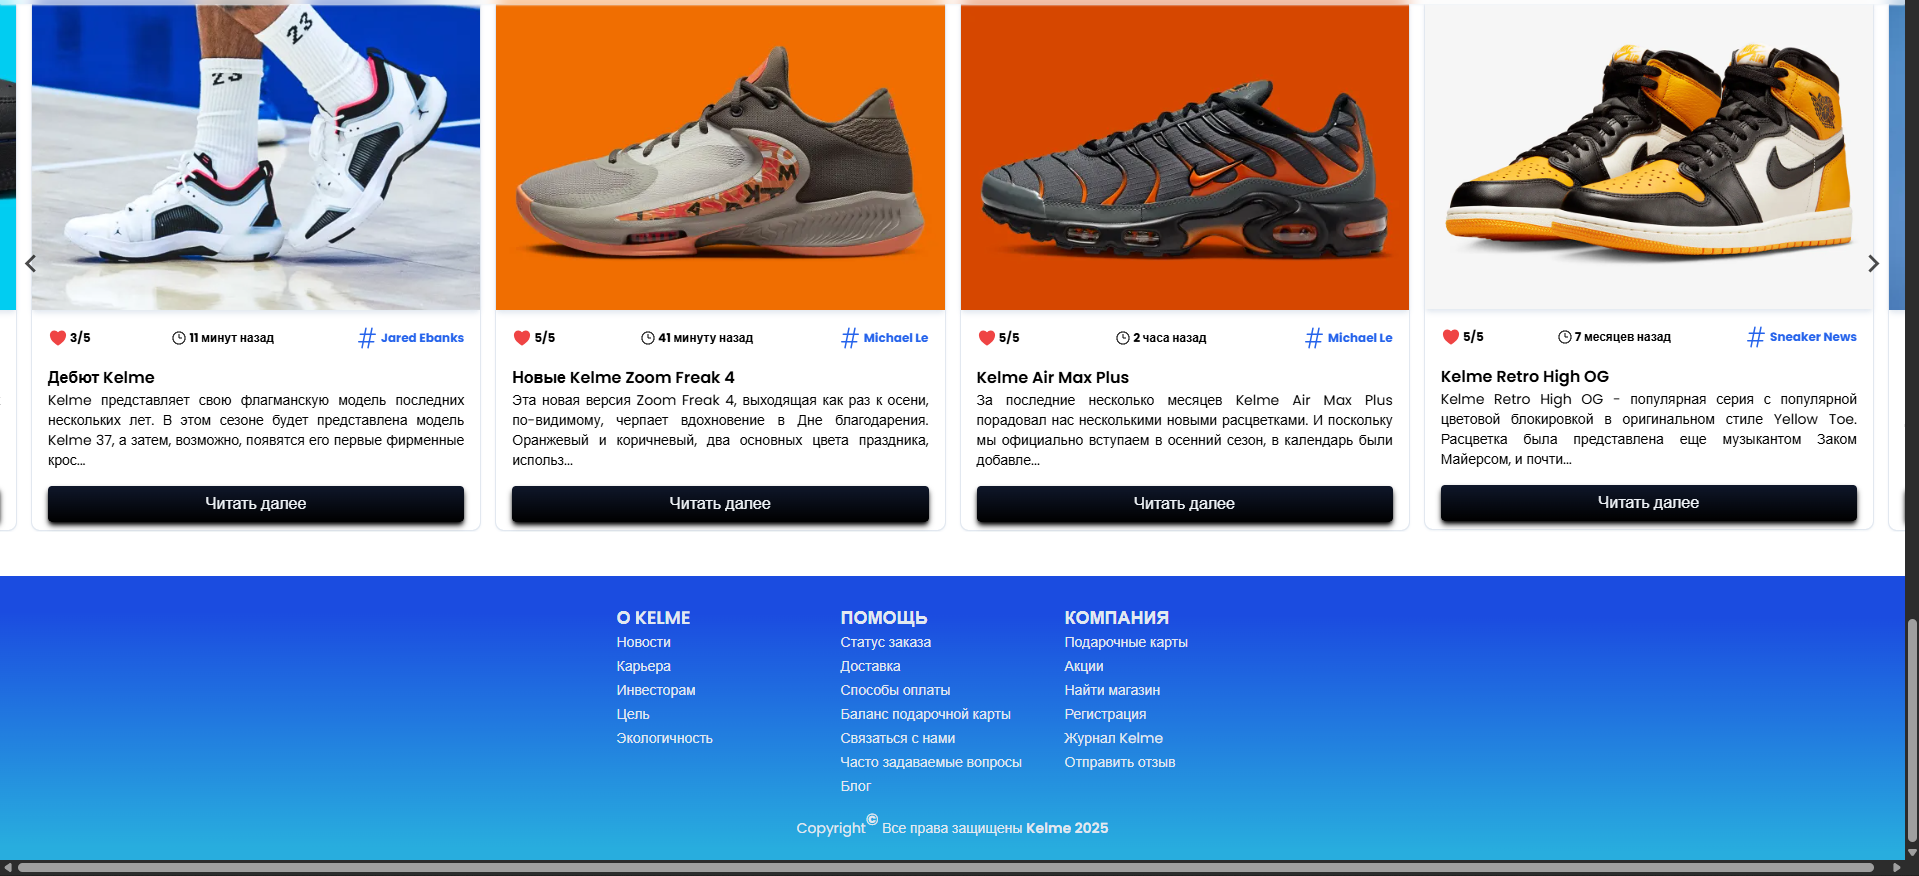 23
23
3/5
11 минут назад
# Jared Ebanks
Дебют Kelme
Kelme представляет свою флагманскую модель последних
нескольких лет. В этом сезоне будет представлена модель
Kelme 37, а затем, возможно, появятся его первые фирменные
крос...
Читать далее
5/5
41 минуту назад
# Michael Le
Новые Kelme Zoom Freak 4
Эта новая версия Zoom Freak 4, выходящая как раз к осени,
по-видимому, черпает вдохновение в Дне благодарения.
Оранжевый и коричневый, два основных цвета праздника,
использ...
Читать далее
5/5
2 часа назад
# Michael Le
Kelme Air Max Plus
За последние несколько месяцев Kelme Air Max Plus
порадовал нас несколькими новыми расцветками. И поскольку
мы официально вступаем в осенний сезон, в календарь были
добавле...
Читать далее
5/5
7 месяцев назад
# Sneaker News
Kelme Retro High OG
Kelme Retro High OG - популярная серия с популярной
цветовой блокировкой в оригинальном стиле Yellow Toe.
Расцветка была представлена еще музыкантом Заком
Майерсом, и почти...
Читать далее
О KELME
Новости
Карьера
Инвесторам
Цель
Экологичность
ПОМОЩЬ
Статус заказа
Доставка
Способы оплаты
Баланс подарочной карты
Связаться с нами
Часто задаваемые вопросы
Блог
КОМПАНИЯ
Подарочные карты
Акции
Найти магазин
Регистрация
Журнал Kelme
Отправить отзыв
Copyright© Все права защищены Kelme 2025